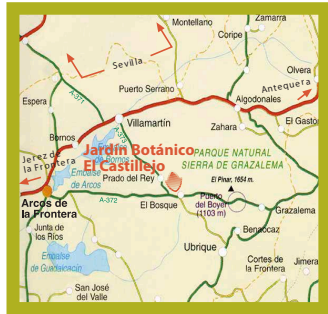 Montellano
Zamarra
Coripe
Sevilla
Olvera
Puerto Serrano
Antequera
Espera
A-371
Algodonales
Villamartín
A-373
Zahara
El Gastor
Bornos
Jardín Botánico
El Castillejo
Embalse
de Bornos
PARQUE NATURAL
SIERRA DE GRAZALEMA
Jerez de
la Frontera
Embalse
de Arcos
Prado del Rey
El Pinar, 1654 m.
Arcos de
la Frontera
A-372
El Bosque
Puerto
del Boyer
(1103 m)
Grazalema
Junta de
los Ríos
Benaocaz
Ubrique
Embalse
de Guadalcacín
Cortes de
la Frontera
Jimera
San José
del Valle